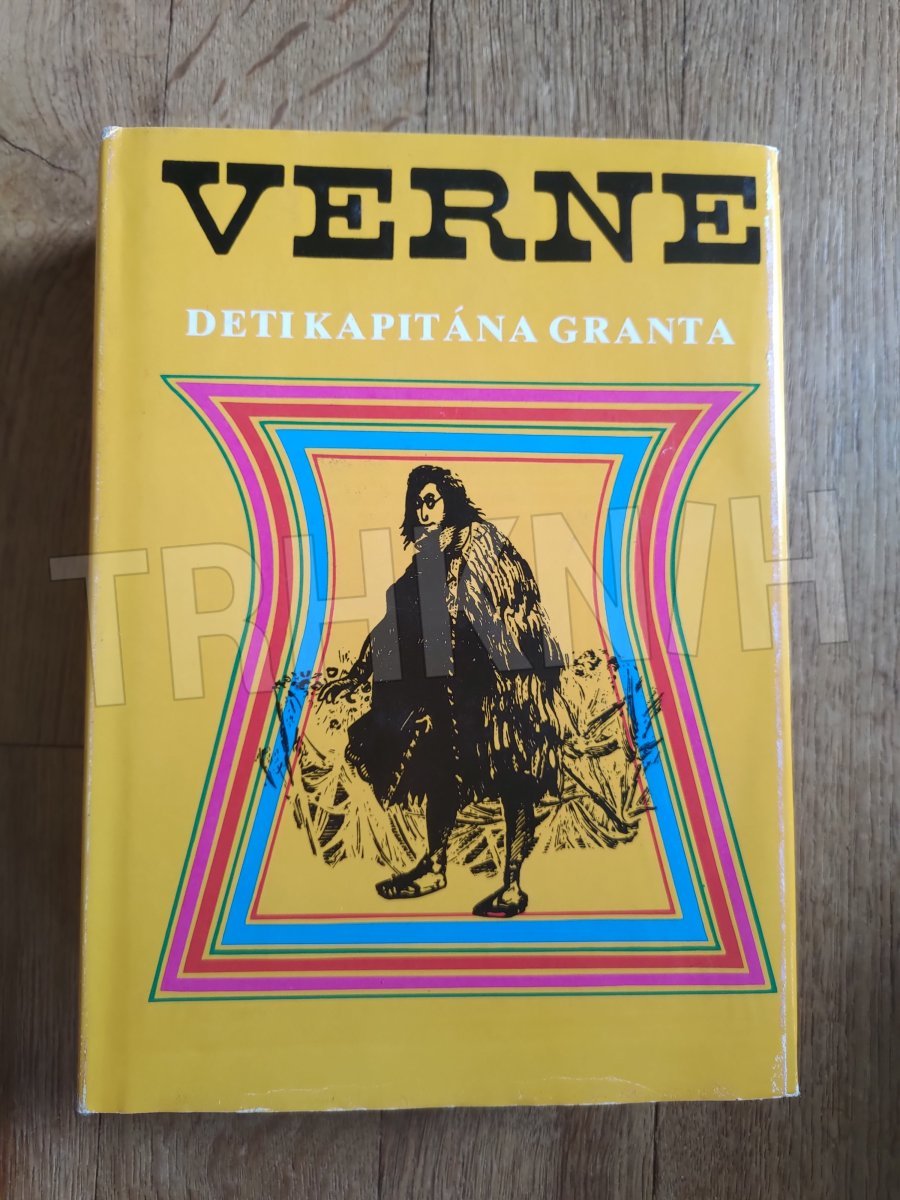 VERNE
DETI KAPITÁNA GRANTA
TRHKNIH